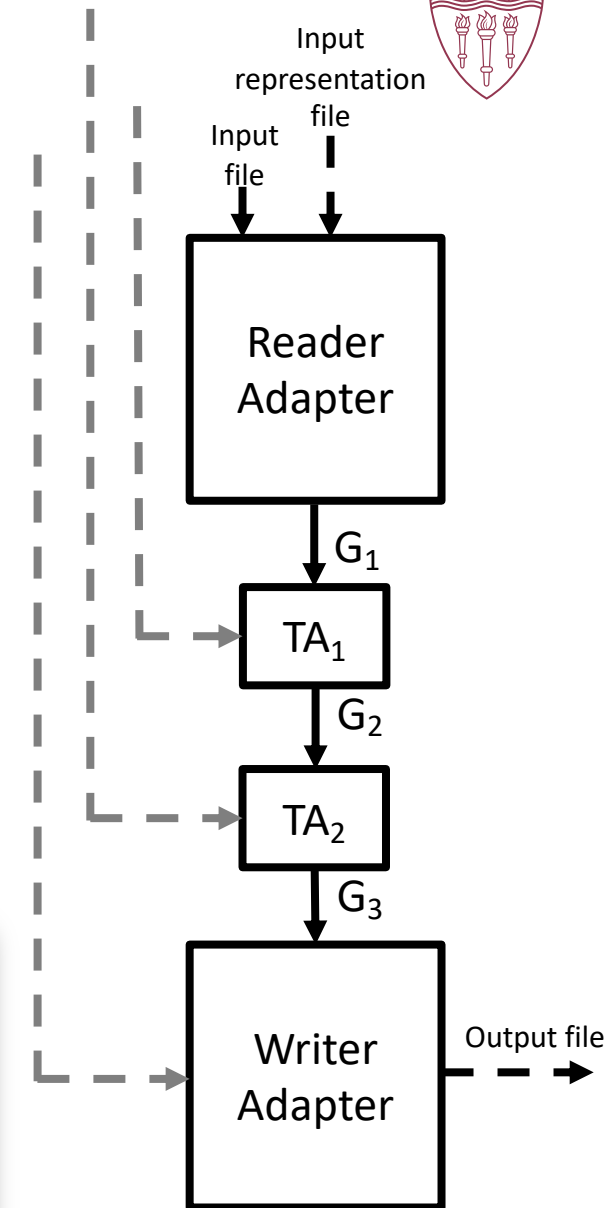 Input
representation
file
Input
file
Reader
Adapter
G₁
TA₁
G₂
TA₂
G₃
Writer
Adapter
Output file